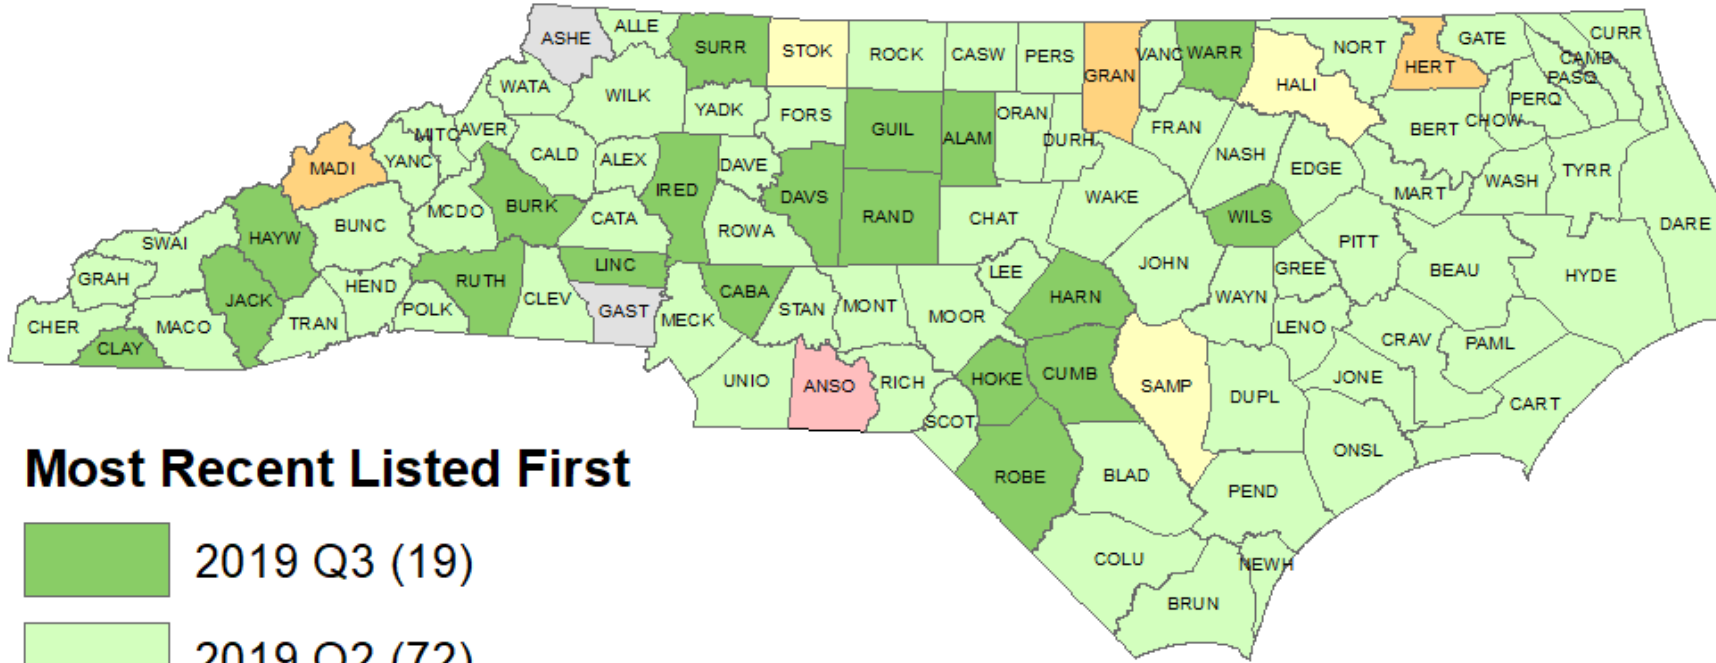 ASHE
ALLE
SURR
STOK
ROCK
CASW
PERS
GRAN
VANC
WARR
HALI
NORT
HERT
GATE
CURR
CAMD
PASQ
PERQ
CHOW
WATA
WILK
YADK
FORS
GUIL
ALAM
ORAN
DURH
FRAN
NASH
EDGE
BERT
MITC
AVER
YANC
MADI
CALD
ALEX
IRED
DAVE
DAVS
RAND
CHAT
WAKE
WILS
MART
WASH
TYRR
DARE
HAYW
BUNC
MCDO
BURK
CATA
ROWA
SWAI
GRAH
JACK
HEND
RUTH
LINC
CABA
STAN
MONT
LEE
HARN
JOHN
WAYN
GREE
PITT
BEAU
HYDE
CHER
CLAY
MACO
TRAN
POLK
CLEV
GAST
MECK
MOOR
LENO
CRAV
PAML
UNIO
ANSO
RICH
SCOT
HOKE
CUMB
SAMP
DUPL
JONE
CART
ONSL
ROBE
BLAD
PEND
COLU
NEWH
BRUN
Most Recent Listed First
2019 Q3 (19)
2019 Q2 (72)